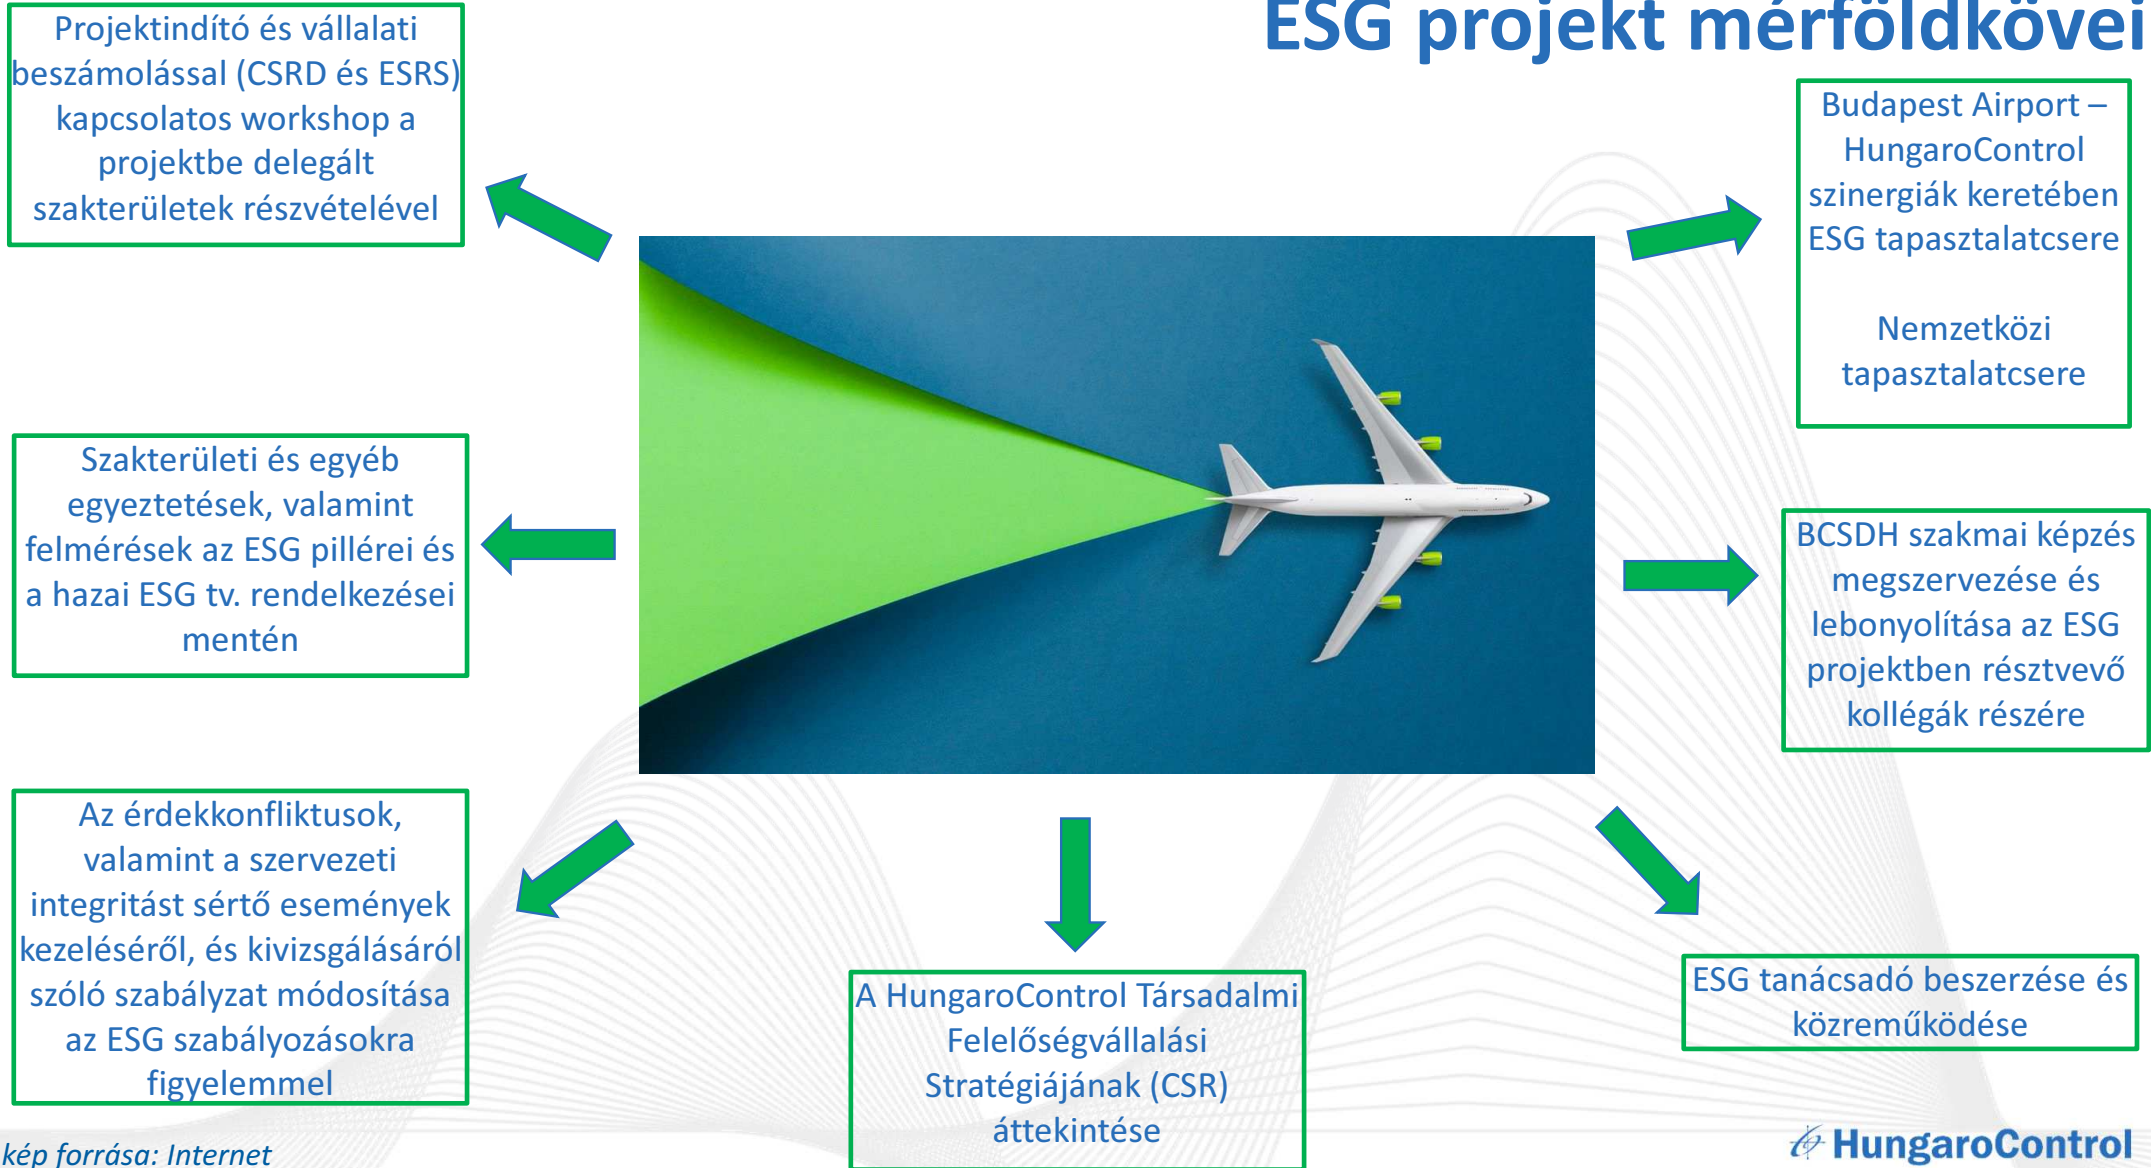 ESG projekt mérföldkövei
Projektindító és vállalati
beszámolással (CSRD és ESRS)
kapcsolatos workshop a
projektbe delegált
szakterületek részvételével
Szakterületi és egyéb
egyeztetések, valamint
felmérések az ESG pillérei és
a hazai ESG tv. rendelkezései
mentén
Az érdekkonfliktusok,
valamint a szervezeti
integritást sértő események
kezeléséről, és kivizsgálásáról
szóló szabályzat módosítása
az ESG szabályozásokra
figyelemmel
A HungaroControl Társadalmi
Felelőségvállalási
Stratégiájának (CSR)
áttekintése
Budapest Airport –
HungaroControl
szinergiák keretében
ESG tapasztalatcsere
Nemzetközi
tapasztalatcsere
BCSDH szakmai képzés
megszervezése és
lebonyolítása az ESG
projektben résztvevő
kollégák részére
ESG tanácsadó beszerzése és
közreműködése
kép forrása: Internet
HungaroControl